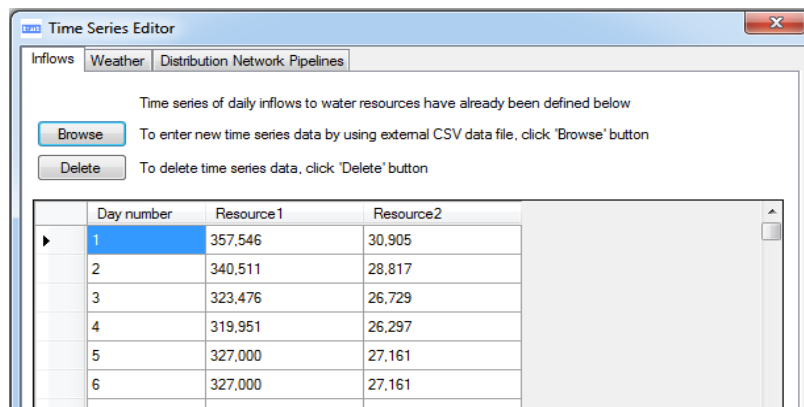 Time Series Editor
Inflows Weather Distribution Network Pipelines
Time series of daily inflows to water resources have already been defined below
Browse To enter new time series data by using external CSV data file, click 'Browse' button
Delete To delete time series data, click 'Delete' button
Day number Resource1 Resource2
1 357,546 30,905
2 340,511 28,817
3 323,476 26,729
4 319,951 26,297
5 327,000 27,161
6 327,000 27,161